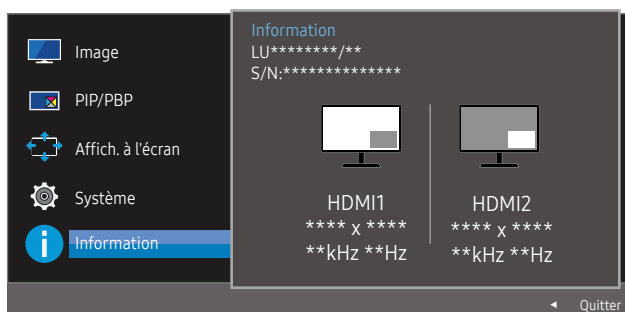 Image
PIP/PBP
Affich. à l'écran
Système
Information
Information
LU********/**
S/N:**************
HDMI1
**** x ****
**kHz **Hz
HDMI2
**** x ****
**kHz **Hz
Quitter